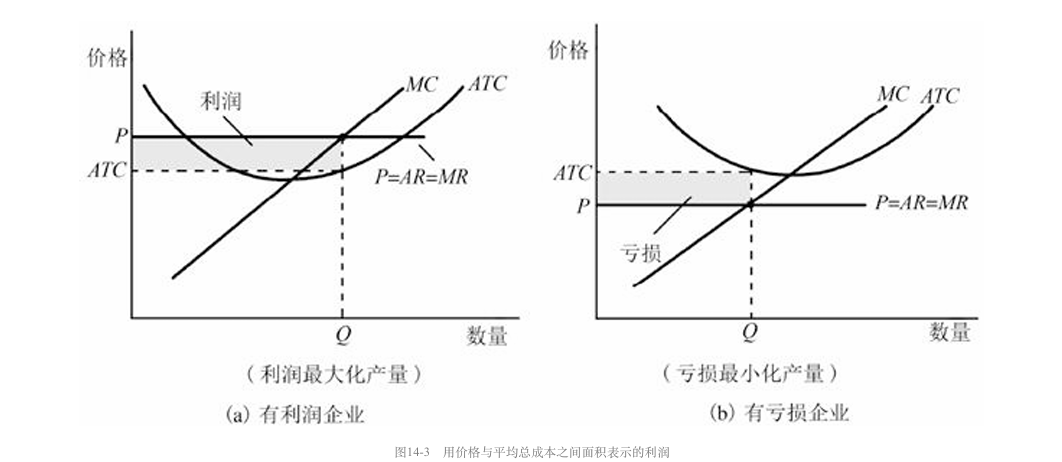 价格
利润
MC
ATC
P
ATC
P=AR=MR
Q
数量
（利润最大化产量）
(a) 有利润企业
价格
MC
ATC
ATC
P
P=AR=MR
亏损
Q
数量
（亏损最小化产量）
(b) 有亏损企业
图14-3 用价格与平均总成本之间面积表示的利润